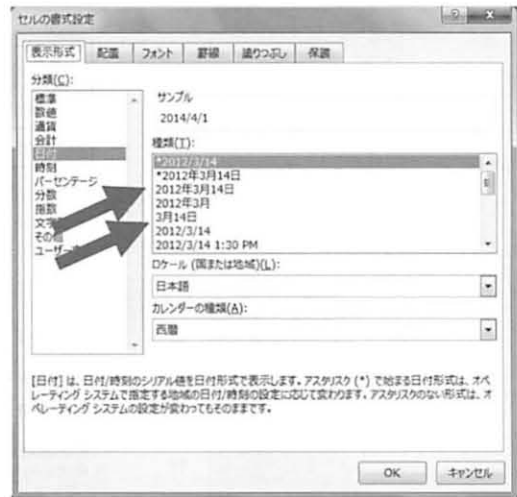 セルの書式設定
表示形式 配置 フォント 罫線 塗りつぶし 保護
分類(C):
標準
数値
通貨
会計
日付
時刻
パーセンテージ
分数
指数
文字
その他
ユーザー
サンプル
2014/4/1
種類(T):
*2012/3/14
*2012年3月14日
2012年3月14日
2012年3月
3月14日
2012/3/14
2012/3/14 1:30 PM
ロケール (国または地域)(L):
日本語
カレンダーの種類(A):
西暦
[日付] は、日付/時刻のシリアル値を日付形式で表示します。アスタリスク (*) で始まる日付形式は、オペ
レーティング システムで指定する地域の日付/時刻の設定に応じて変わります。アスタリスクのない形式は、オ
ペレーティング システムの設定が変わってもそのままです。
OK キャンセル